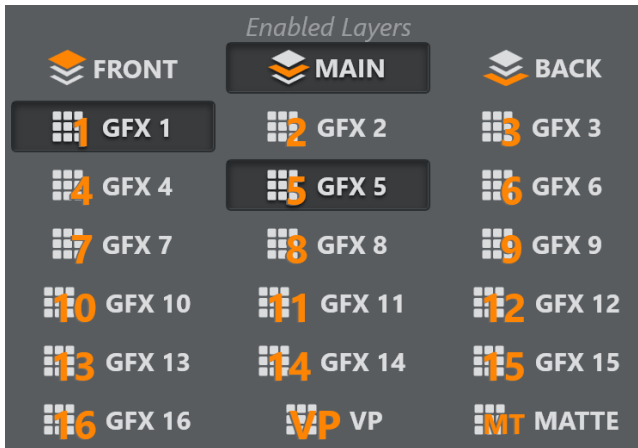 Enabled Layers
FRONT MAIN BACK
1 GFX 1 2 GFX 2 3 GFX 3
4 GFX 4 5 GFX 5 6 GFX 6
7 GFX 7 8 GFX 8 9 GFX 9
10 GFX 10 11 GFX 11 12 GFX 12
13 GFX 13 14 GFX 14 15 GFX 15
16 GFX 16 VP VP MT MATTE